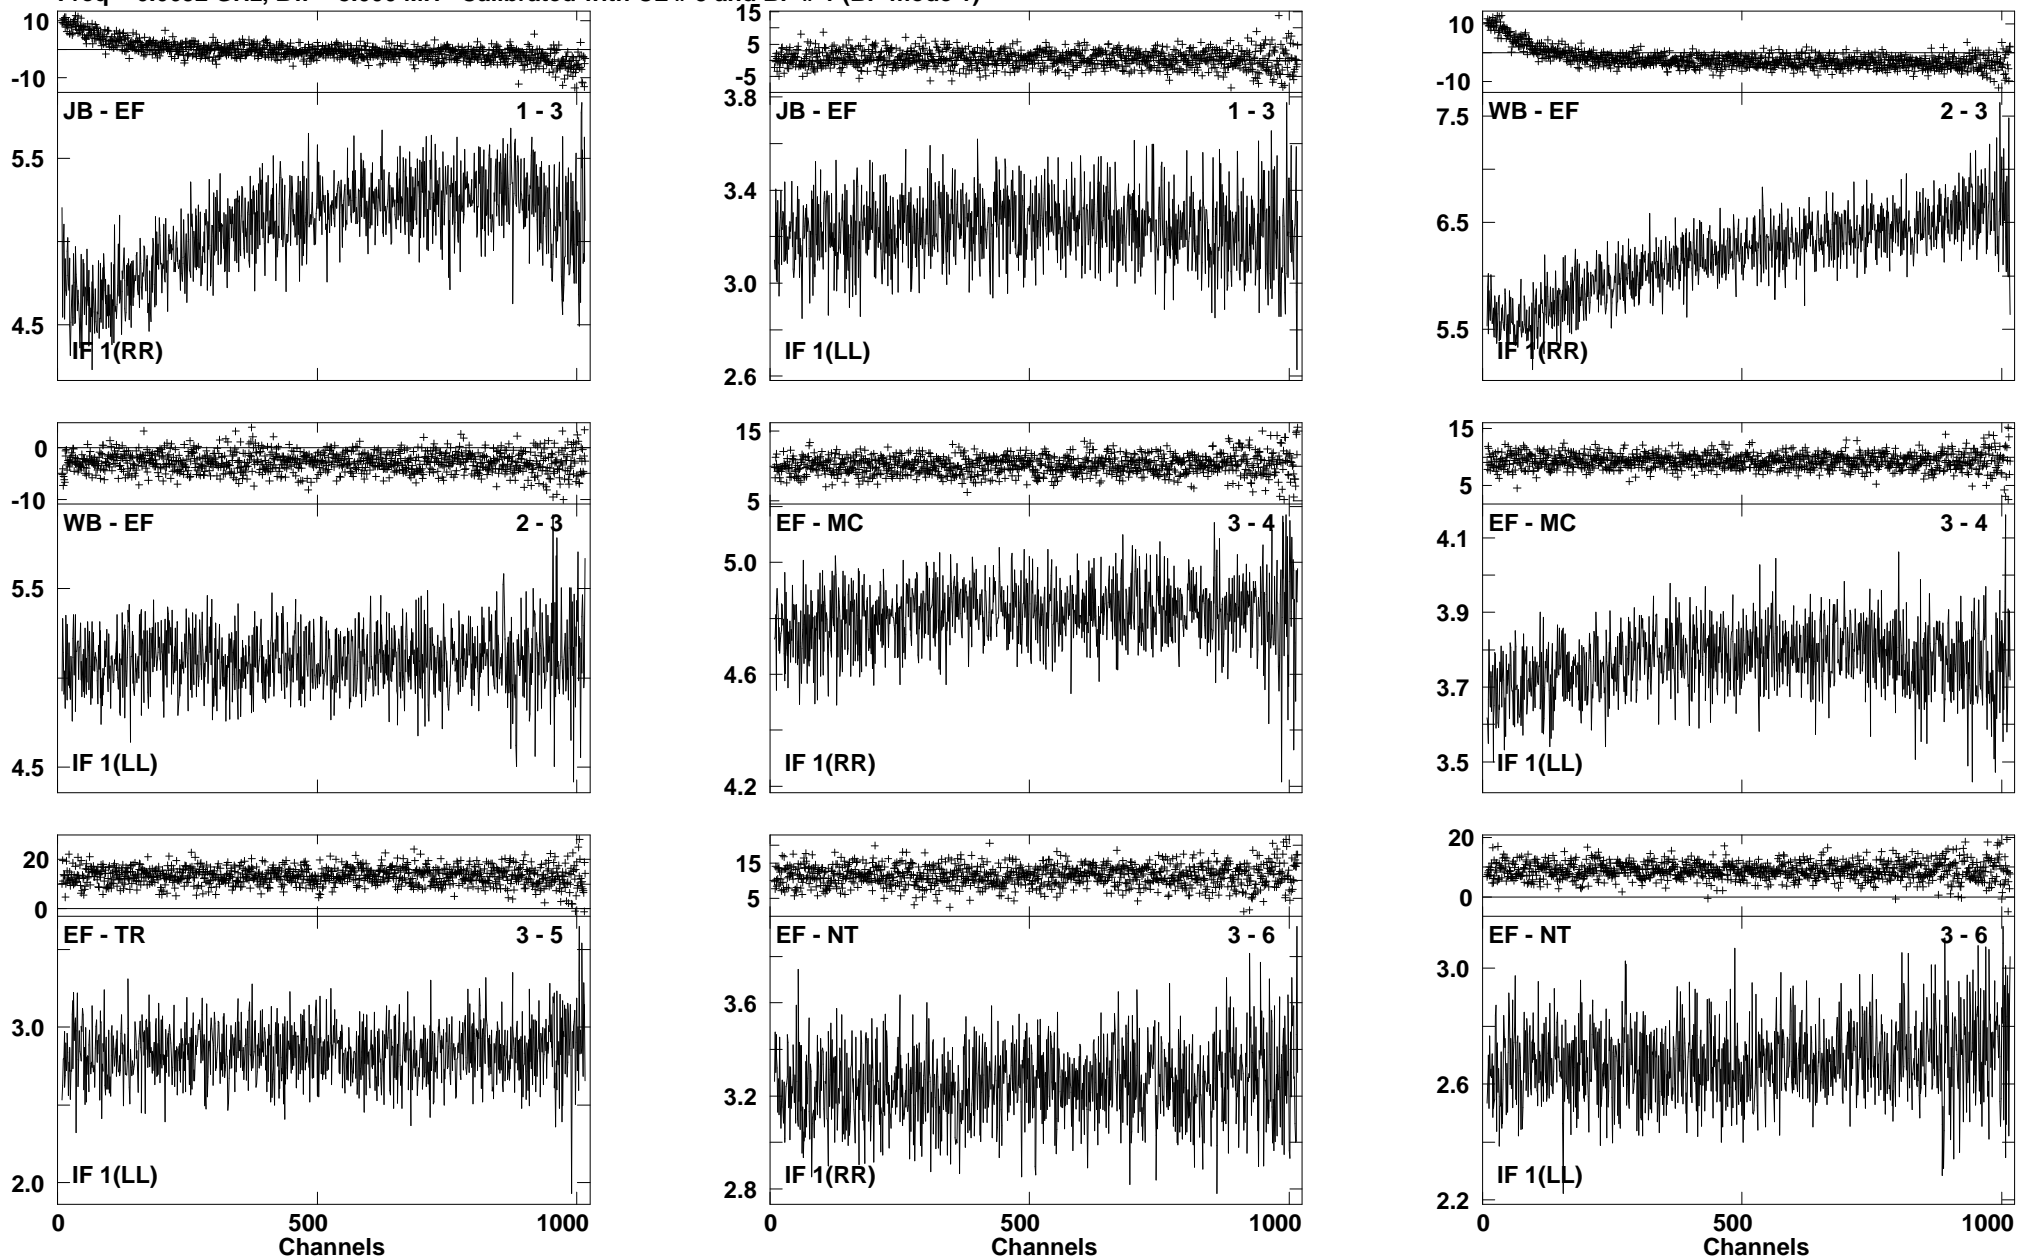 10
-10
JB - EF
1 - 3
5.5
4.5
IF 1(RR)
15
5
-5
3.8
JB - EF
1 - 3
3.4
3.0
2.6
IF 1(LL)
10
-10
7.5
WB - EF
2 - 3
6.5
5.5
IF 1(RR)
0
-10
WB - EF
2 - 3
5.5
4.5
IF 1(LL)
15
5
EF - MC
3 - 4
5.0
4.6
4.2
IF 1(RR)
15
5
EF - MC
3 - 4
4.1
3.9
3.7
3.5
IF 1(LL)
20
0
EF - TR
3 - 5
3.0
2.0
IF 1(LL)
0 500 1000
Channels
15
5
EF - NT
3 - 6
3.6
3.2
2.8
IF 1(RR)
0 500 1000
Channels
20
10
0
EF - NT
3 - 6
3.0
2.6
2.2
IF 1(LL)
0 500 1000
Channels